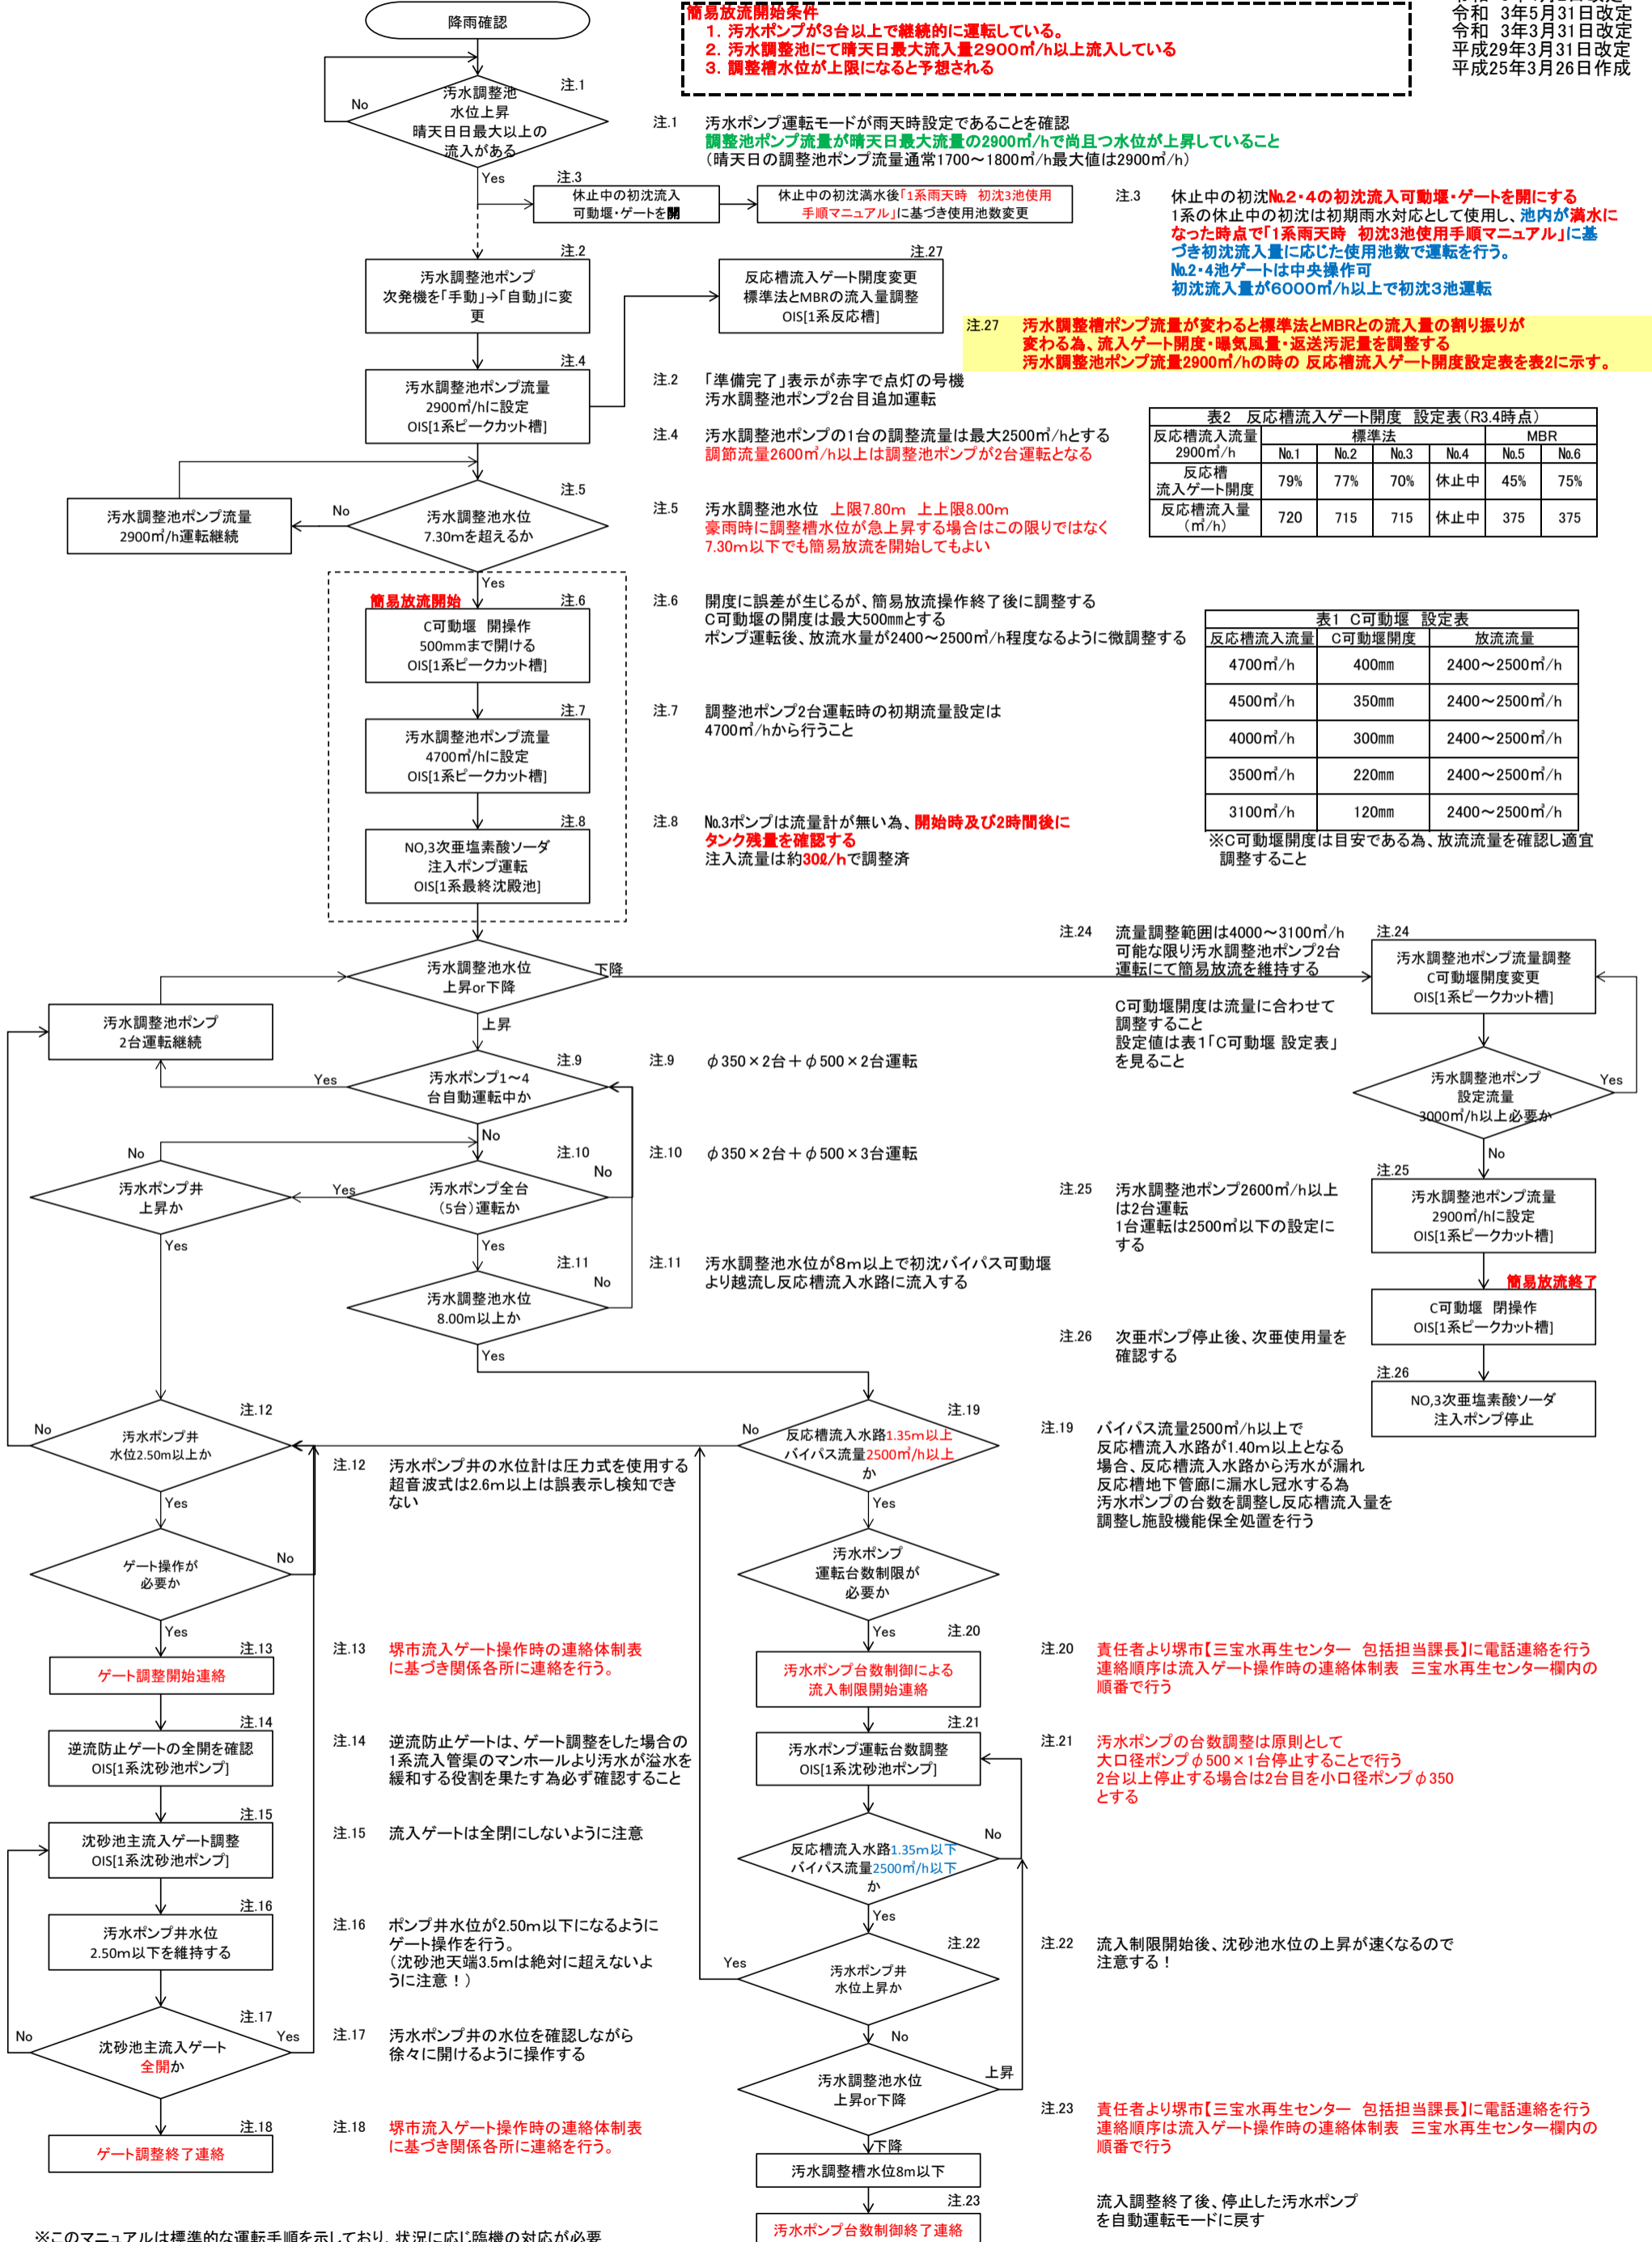 降雨確認
簡易放流開始条件
1. 汚水ポンプが3台以上で継続的に運転している。
2. 汚水調整池にて晴天日最大流入量2900㎥/h以上流入している
3. 調整槽水位が上限になると予想される
令和 3年5月31日改定
令和 3年3月31日改定
平成29年3月31日改定
平成25年3月26日作成
注.1
汚水調整池
水位上昇
晴天日日最大以上の
流入がある
No
Yes
注.1 汚水ポンプ運転モードが雨天時設定であることを確認
調整池ポンプ流量が晴天日最大流量の2900㎥/hで尚且つ水位が上昇していること
(晴天日の調整池ポンプ流量通常1700~1800㎥/h最大値は2900㎥/h)
注.3
休止中の初沈流入
可動堰・ゲートを開
休止中の初沈満水後「1系雨天時 初沈3池使用
手順マニュアル」に基づき使用池数変更
注.3 休止中の初沈№2・4の初沈流入可動堰・ゲートを開にする
1系の休止中の初沈は初期雨水対応として使用し、池内が満水に
なった時点で「1系雨天時 初沈3池使用手順マニュアル」に基
づき初沈流入量に応じた使用池数で運転を行う。
№2・4池ゲートは中央操作可
初沈流入量が6000㎥/h以上で初沈3池運転
注.2
汚水調整池ポンプ
次発機を「手動」→「自動」に変
更
注.27
反応槽流入ゲート開度変更
標準法とMBRの流入量調整
OIS[1系反応槽]
注.27 汚水調整槽ポンプ流量が変わると標準法とMBRとの流入量の割り振りが
変わる為、流入ゲート開度・曝気風量・返送汚泥量を調整する
汚水調整池ポンプ流量2900㎥/hの時の 反応槽流入ゲート開度設定表を表2に示す。
注.4
汚水調整池ポンプ流量
2900㎥/hに設定
OIS[1系ピークカット槽]
注.2 「準備完了」表示が赤字で点灯の号機
汚水調整池ポンプ2台目追加運転
注.4 汚水調整池ポンプの1台の調整流量は最大2500㎥/hとする
調節流量2600㎥/h以上は調整池ポンプが2台運転となる
表2 反応槽流入ゲート開度 設定表(R3.4時点)
反応槽流入流量 標準法 MBR
2900㎥/h №1 №2 №3 №4 №5 №6
反応槽
流入ゲート開度 79% 77% 70% 休止中 45% 75%
反応槽流入量
(㎥/h) 720 715 715 休止中 375 375
注.5
汚水調整池水位
7.30mを超えるか
No
Yes
汚水調整池ポンプ流量
2900㎥/h運転継続
注.5 汚水調整池水位 上限7.80m 上上限8.00m
豪雨時に調整槽水位が急上昇する場合はこの限りではなく
7.30m以下でも簡易放流を開始してもよい
簡易放流開始
注.6
C可動堰 開操作
500mmまで開ける
OIS[1系ピークカット槽]
注.6 開度に誤差が生じるが、簡易放流操作終了後に調整する
C可動堰の開度は最大500㎜とする
ポンプ運転後、放流水量が2400~2500㎥/h程度なるように微調整する
表1 C可動堰 設定表
反応槽流入流量 C可動堰開度 放流流量
4700㎥/h 400㎜ 2400~2500㎥/h
4500㎥/h 350㎜ 2400~2500㎥/h
4000㎥/h 300㎜ 2400~2500㎥/h
3500㎥/h 220㎜ 2400~2500㎥/h
3100㎥/h 120㎜ 2400~2500㎥/h
※C可動堰開度は目安である為、放流流量を確認し適宜
調整すること
注.7
汚水調整池ポンプ流量
4700㎥/hに設定
OIS[1系ピークカット槽]
注.7 調整池ポンプ2台運転時の初期流量設定は
4700㎥/hから行うこと
注.8
NO,3次亜塩素酸ソーダ
注入ポンプ運転
OIS[1系最終沈殿池]
注.8 №3ポンプは流量計が無い為、開始時及び2時間後に
タンク残量を確認する
注入流量は約30ℓ/hで調整済
汚水調整池水位
上昇or下降
下降
上昇
汚水調整池ポンプ
2台運転継続
注.24 流量調整範囲は4000~3100㎥/h
可能な限り汚水調整池ポンプ2台
運転にて簡易放流を維持する
C可動堰開度は流量に合わせて
調整すること
設定値は表1「C可動堰 設定表」
を見ること
注.24
汚水調整池ポンプ流量調整
C可動堰開度変更
OIS[1系ピークカット槽]
注.9
汚水ポンプ1~4
台自動運転中か
Yes
No
注.9 φ350×2台+φ500×2台運転
汚水調整池ポンプ
設定流量
3000㎥/h以上必要か
Yes
No
注.10
汚水ポンプ全台
(5台)運転か
No
Yes
Yes
注.10 φ350×2台+φ500×3台運転
No
汚水ポンプ井
上昇か
Yes
注.25 汚水調整池ポンプ2600㎥/h以上
は2台運転
1台運転は2500㎥以下の設定に
する
注.25
汚水調整池ポンプ流量
2900㎥/hに設定
OIS[1系ピークカット槽]
注.11
汚水調整池水位
8.00m以上か
No
Yes
注.11 汚水調整池水位が8m以上で初沈バイパス可動堰
より越流し反応槽流入水路に流入する
簡易放流終了
C可動堰 閉操作
OIS[1系ピークカット槽]
注.26 次亜ポンプ停止後、次亜使用量を
確認する
注.26
NO,3次亜塩素酸ソーダ
注入ポンプ停止
注.12
汚水ポンプ井
水位2.50m以上か
No
Yes
注.12 汚水ポンプ井の水位計は圧力式を使用する
超音波式は2.6m以上は誤表示し検知でき
ない
注.19
反応槽流入水路1.35m以上
バイパス流量2500㎥/h以上
か
No
Yes
注.19 バイパス流量2500㎥/h以上で
反応槽流入水路が1.40m以上となる
場合、反応槽流入水路から汚水が漏れ
反応槽地下管廊に漏水し冠水する為
汚水ポンプの台数を調整し反応槽流入量を
調整し施設機能保全処置を行う
ゲート操作が
必要か
No
Yes
汚水ポンプ
運転台数制限が
必要か
Yes
注.13
ゲート調整開始連絡
注.13 堺市流入ゲート操作時の連絡体制表
に基づき関係各所に連絡を行う。
注.20
汚水ポンプ台数制御による
流入制限開始連絡
注.20 責任者より堺市【三宝水再生センター 包括担当課長】に電話連絡を行う
連絡順序は流入ゲート操作時の連絡体制表 三宝水再生センター欄内の
順番で行う
注.14
逆流防止ゲートの全開を確認
OIS[1系沈砂池ポンプ]
注.14 逆流防止ゲートは、ゲート調整をした場合の
1系流入管渠のマンホールより汚水が溢水を
緩和する役割を果たす為必ず確認すること
注.21
汚水ポンプ運転台数調整
OIS[1系沈砂池ポンプ]
注.21 汚水ポンプの台数調整は原則として
大口径ポンプφ500×1台停止することで行う
2台以上停止する場合は2台目を小口径ポンプφ350
とする
注.15
沈砂池主流入ゲート調整
OIS[1系沈砂池ポンプ]
注.15 流入ゲートは全閉にしないように注意
反応槽流入水路1.35m以下
バイパス流量2500㎥/h以下
か
No
Yes
注.16
汚水ポンプ井水位
2.50m以下を維持する
注.16 ポンプ井水位が2.50m以下になるように
ゲート操作を行う。
(沈砂池天端3.5mは絶対に超えないよ
うに注意!)
注.22
汚水ポンプ井
水位上昇か
Yes
No
注.22 流入制限開始後、沈砂池水位の上昇が速くなるので
注意する!
注.17
沈砂池主流入ゲート
全開か
No
Yes
注.17 汚水ポンプ井の水位を確認しながら
徐々に開けるように操作する
汚水調整池水位
上昇or下降
上昇
下降
注.18
ゲート調整終了連絡
注.18 堺市流入ゲート操作時の連絡体制表
に基づき関係各所に連絡を行う。
汚水調整槽水位8m以下
注.23 責任者より堺市【三宝水再生センター 包括担当課長】に電話連絡を行う
連絡順序は流入ゲート操作時の連絡体制表 三宝水再生センター欄内の
順番で行う
注.23
汚水ポンプ台数制御終了連絡
流入調整終了後、停止した汚水ポンプ
を自動運転モードに戻す
※このマニュアルは標準的な運転手順を示しており、状況に応じ臨機の対応が必要